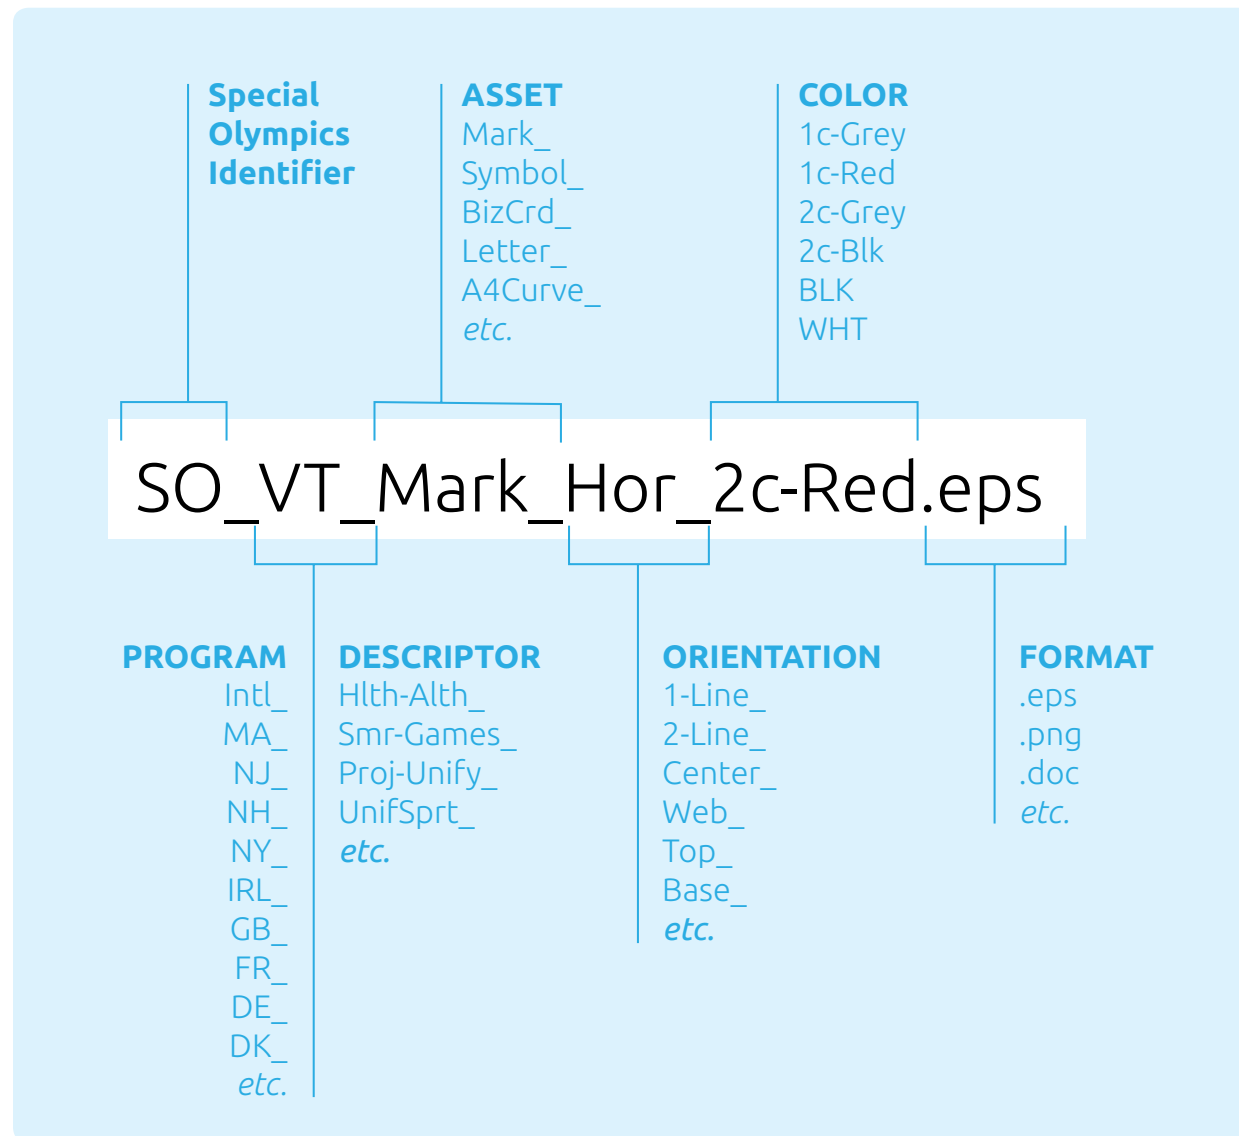 Special
Olympics
Identifier
ASSET
Mark_
Symbol_
BizCrd_
Letter_
A4Curve_
etc.
COLOR
1c-Grey
1c-Red
2c-Grey
2c-Blk
BLK
WHT
SO_VT_Mark_Hor_2c-Red.eps
PROGRAM
Intl_
MA_
NJ_
NH_
NY_
IRL_
GB_
FR_
DE_
DK_
etc.
DESCRIPTOR
Hlth-Alth_
Smr-Games_
Proj-Unify_
UnifSprt_
etc.
ORIENTATION
1-Line_
2-Line_
Center_
Web_
Top_
Base_
etc.
FORMAT
.eps
.png
.doc
etc.